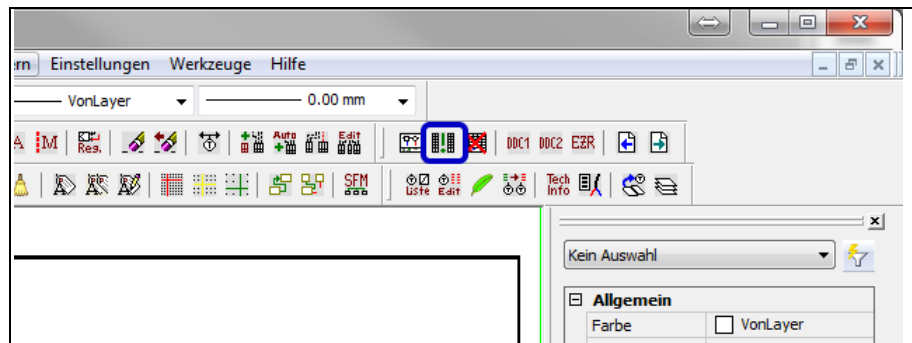 rn Einstellungen Werkzeuge Hilfe
VonLayer 0.00 mm
A M Res. Auto Edit DDC1 DDC2 EZR
SFM Liste Edit Tech Info
Kein Auswahl
Allgemein
Farbe VonLayer